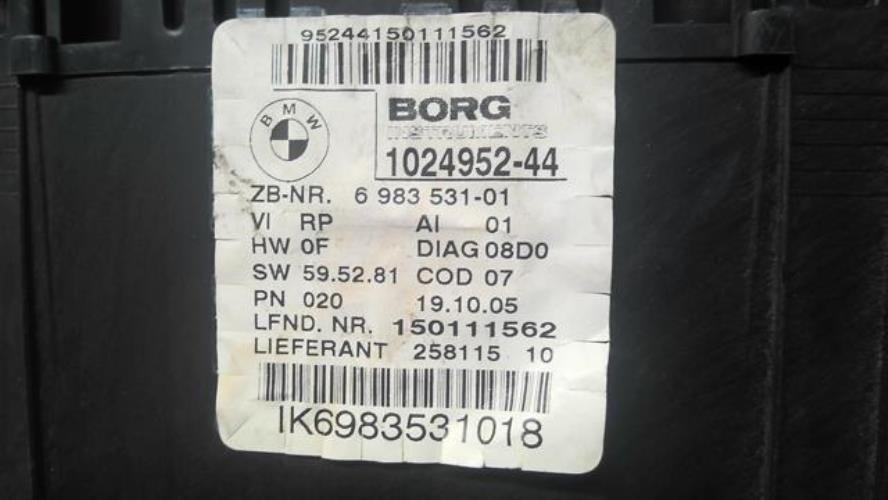 95244150111562
BMW
BORG
INSTRUMENTS
1024952-44
ZB-NR. 6 983 531-01
VI RP AI 01
HW 0F DIAG 08D0
SW 59.52.81 COD 07
PN 020 19.10.05
LFND. NR. 150111562
LIEFERANT 258115 10
IK6983531018